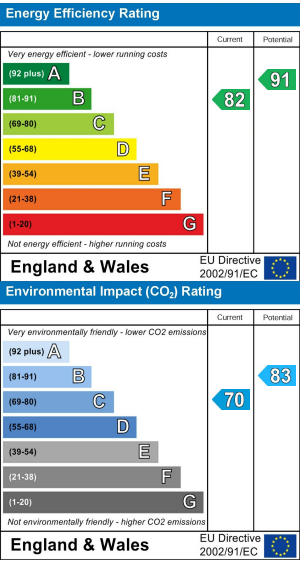 Energy Efficiency Rating
Current Potential
Very energy efficient - lower running costs
(92 plus) A
(81-91) B
(69-80) C
(55-68) D
(39-54) E
(21-38) F
(1-20) G
82
91
Not energy efficient - higher running costs
England & Wales
EU Directive
2002/91/EC
Environmental Impact (CO₂) Rating
Current Potential
Very environmentally friendly - lower CO2 emissions
(92 plus) A
(81-91) B
(69-80) C
(55-68) D
(39-54) E
(21-38) F
(1-20) G
70
83
Not environmentally friendly - higher CO2 emissions
England & Wales
EU Directive
2002/91/EC